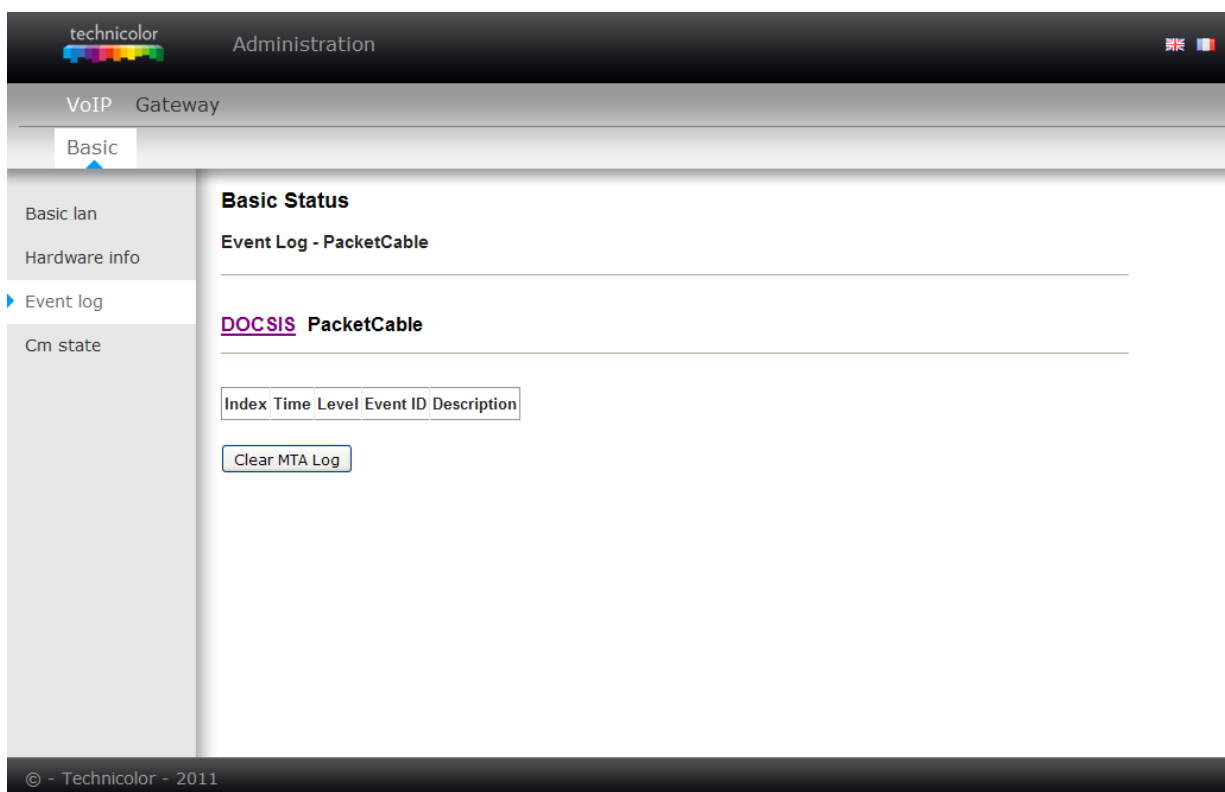 technicolor
Administration
VoIP Gateway
Basic
Basic lan
Hardware info
Event log
Cm state
Basic Status
Event Log - PacketCable
DOCSIS PacketCable
Index Time Level Event ID Description
Clear MTA Log
© - Technicolor - 2011